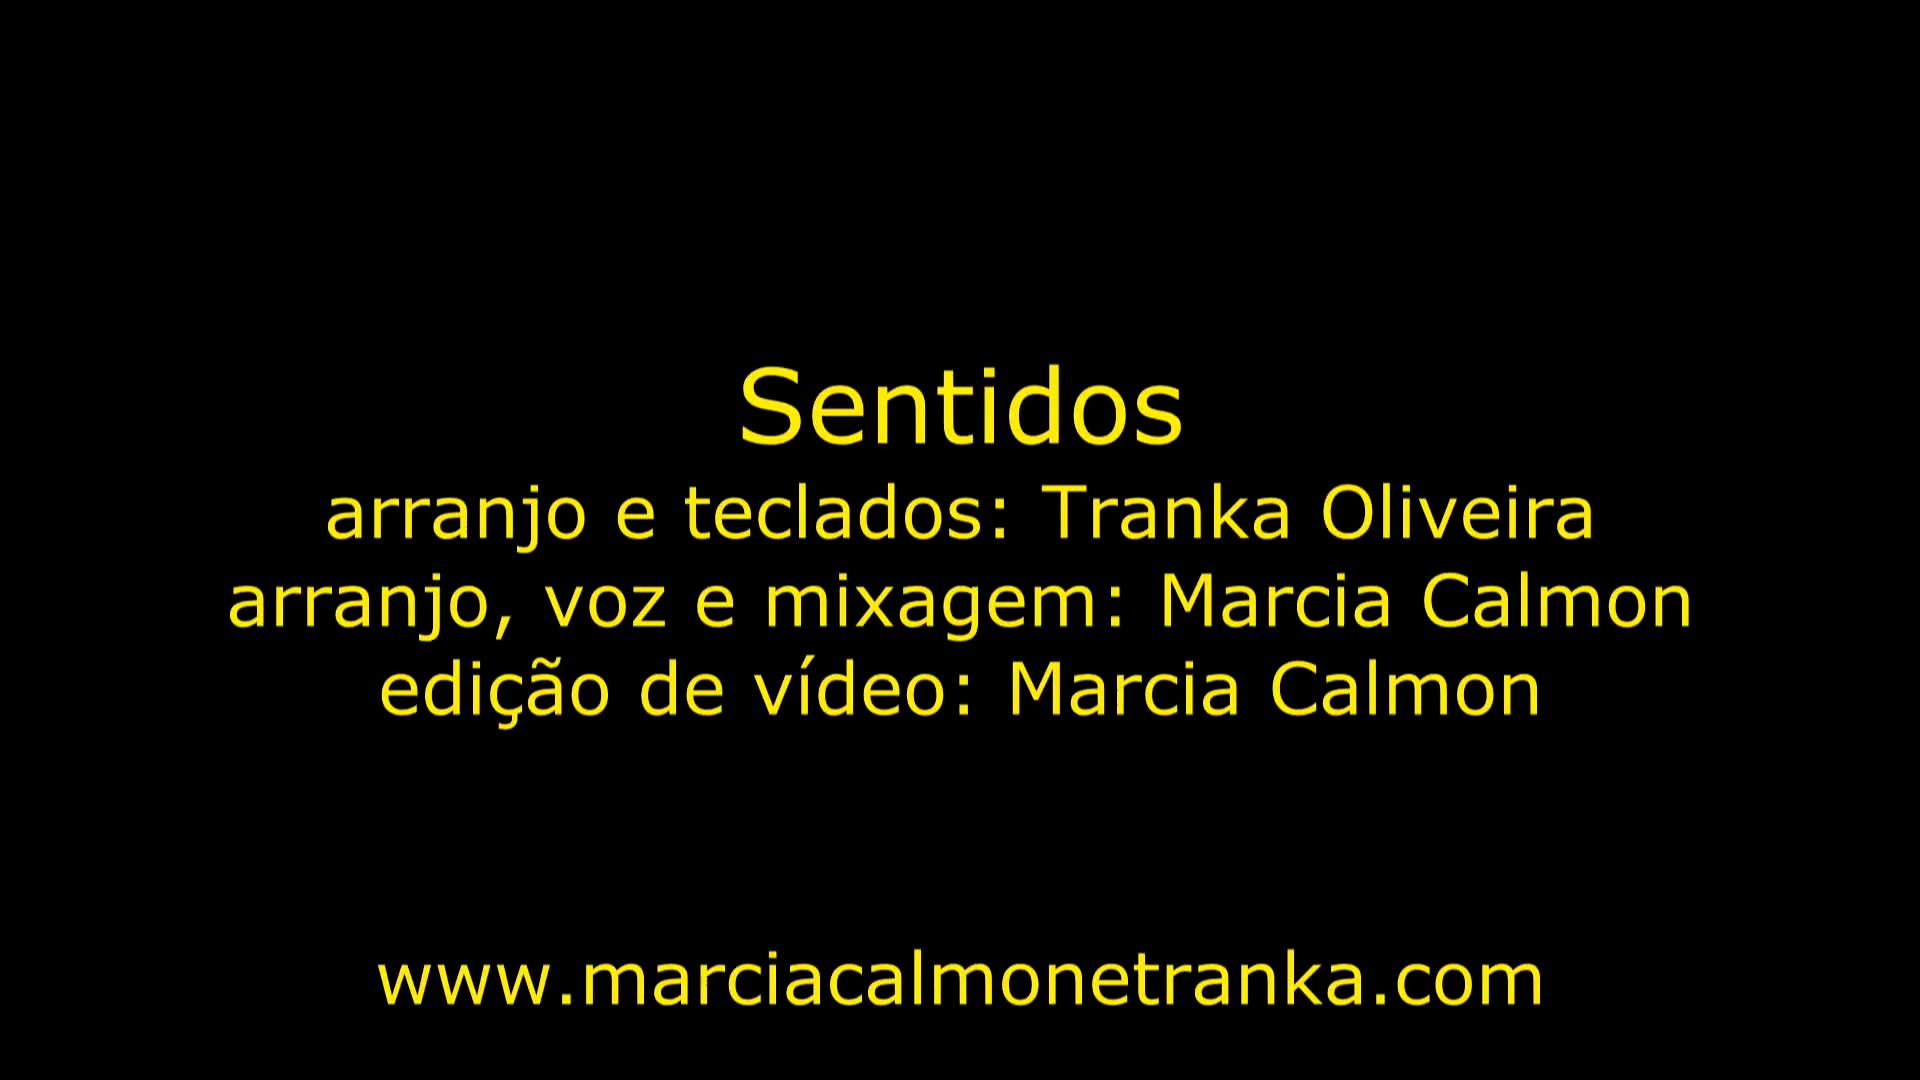 Sentidos
arranjo e teclados: Tranka Oliveira
arranjo, voz e mixagem: Marcia Calmon
edição de vídeo: Marcia Calmon
www.marciacalmonetranka.com